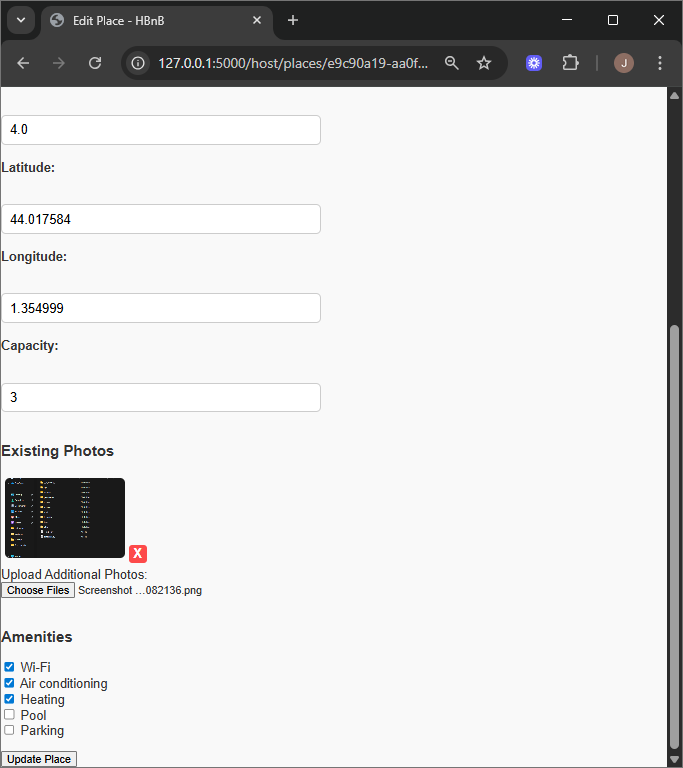 Edit Place - HBnB
127.0.0.1:5000/host/places/e9c90a19-aa0f...
J
4.0
Latitude:
44.017584
Longitude:
1.354999
Capacity:
3
Existing Photos
X
Upload Additional Photos:
Choose Files Screenshot ...082136.png
Amenities
Wi-Fi
Air conditioning
Heating
Pool
Parking
Update Place